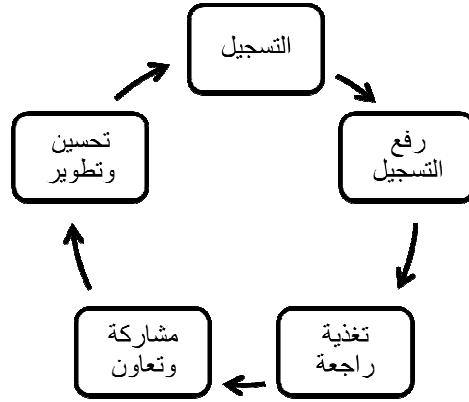 التسجيل
رفع
التسجيل
تغذية
راجعة
مشاركة
وتعاون
تحسين
وتطوير